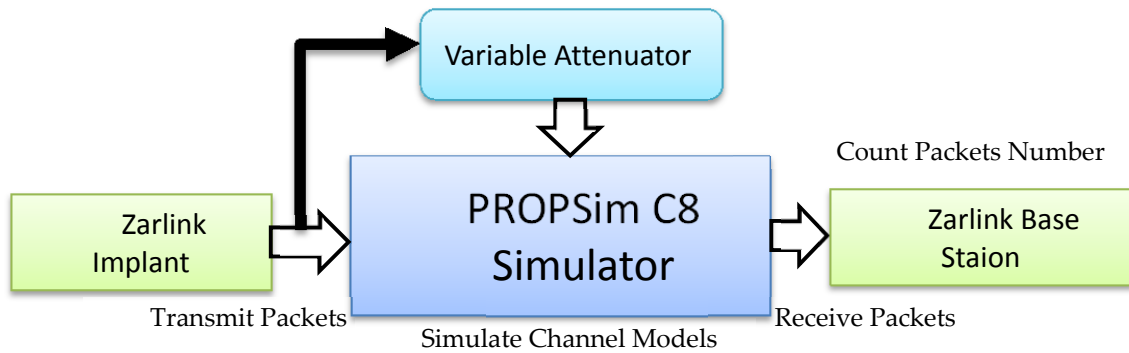 Variable Attenuator
Count Packets Number
Zarlink
Implant
PROPSim C8
Simulator
Zarlink Base
Staion
Transmit Packets
Receive Packets
Simulate Channel Models